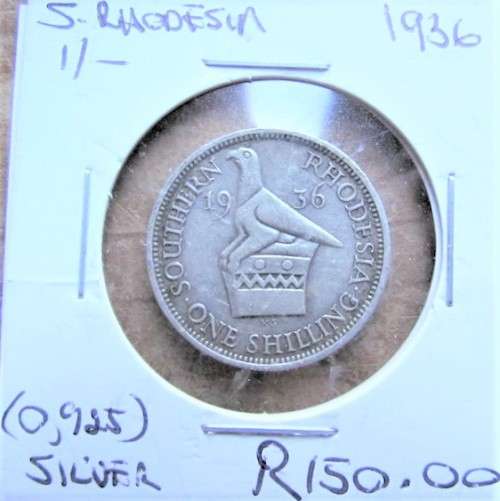 S. RHODESIA 1936
1/-
19 36
SOUTHERN RHODESIA
· ONE SHILLING ·
(0,925)
SILVER R150.00